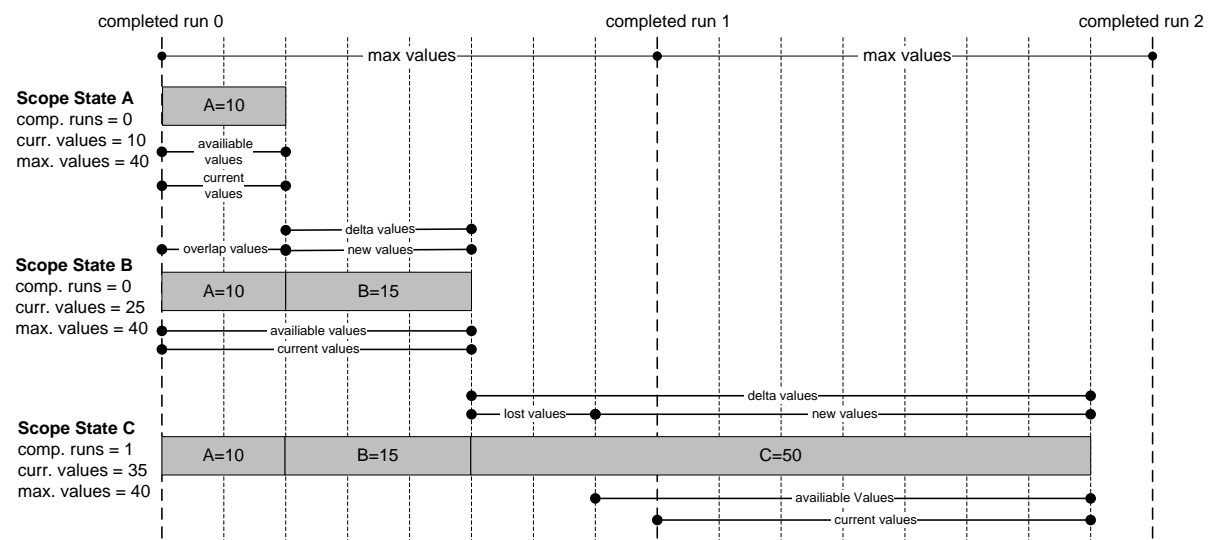 completed run 0
completed run 1
completed run 2
max values
max values
Scope State A
comp. runs = 0
curr. values = 10
max. values = 40
A=10
availiable
values
current
values
delta values
overlap values
new values
Scope State B
comp. runs = 0
curr. values = 25
max. values = 40
A=10
B=15
availiable values
current values
delta values
lost values
new values
Scope State C
comp. runs = 1
curr. values = 35
max. values = 40
A=10
B=15
C=50
availiable Values
current values